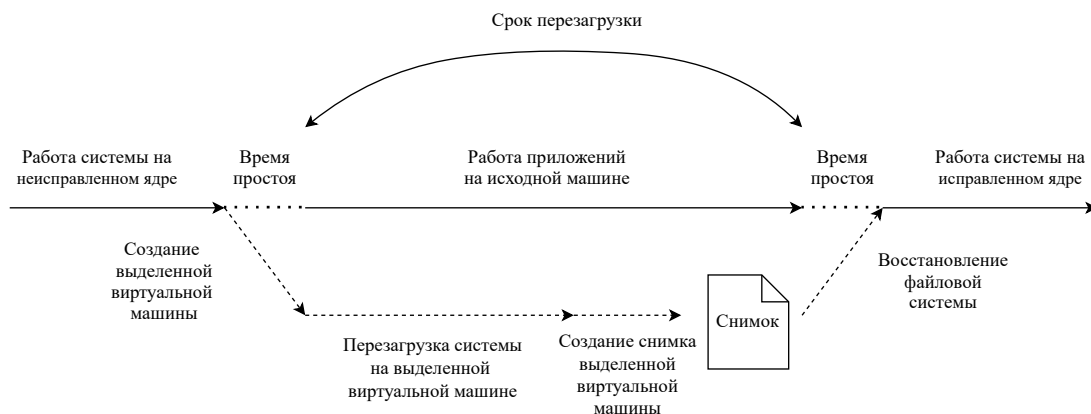 Срок перезагрузки
Работа системы на
неисправленном ядре
Время
простоя
Работа приложений
на исходной машине
Время
простоя
Работа системы на
исправленном ядре
Создание
выделенной
виртуальной
машины
Перезагрузка системы
на выделенной
виртуальной машине
Создание снимка
выделенной
виртуальной
машины
Снимок
Восстановление
файловой
системы